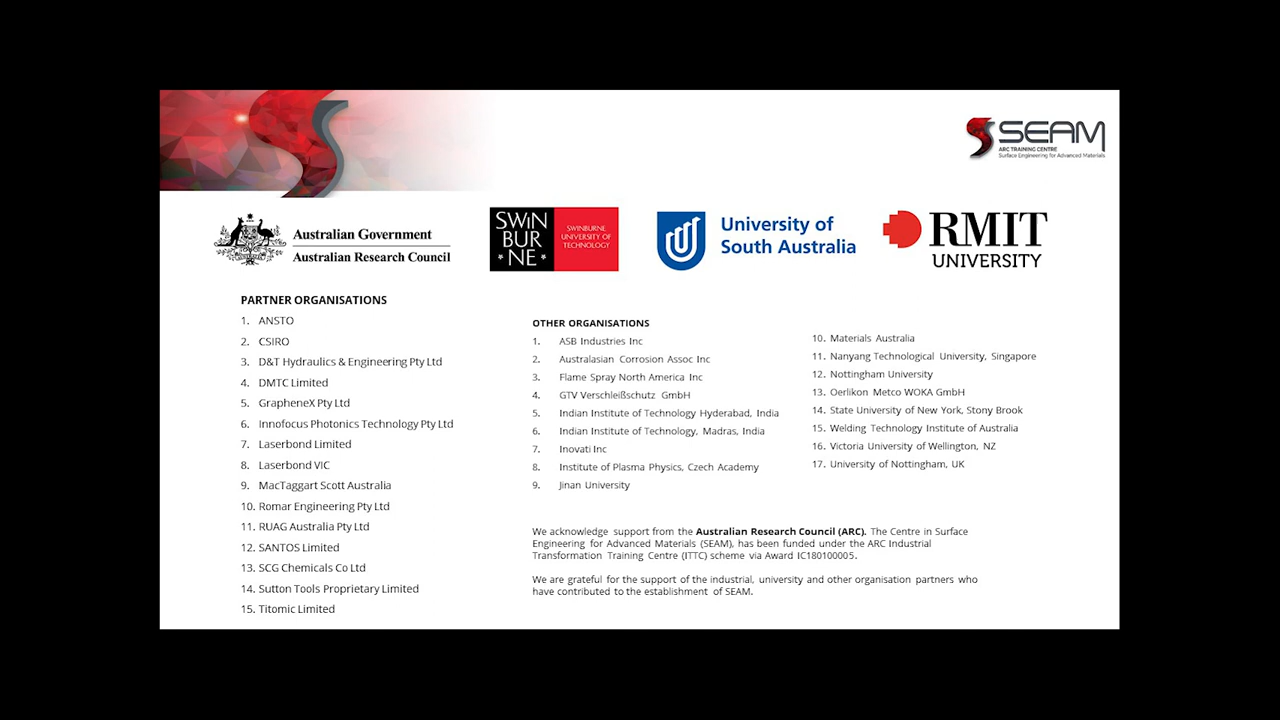 SEAM
ARC TRAINING CENTRE
Surface Engineering for Advanced Materials
Australian Government
Australian Research Council
SWIN
BUR
NE
SWINBURNE
UNIVERSITY OF
TECHNOLOGY
University of
South Australia
RMIT
UNIVERSITY
PARTNER ORGANISATIONS
1. ANSTO
2. CSIRO
3. D&T Hydraulics & Engineering Pty Ltd
4. DMTC Limited
5. GrapheneX Pty Ltd
6. Innofocus Photonics Technology Pty Ltd
7. Laserbond Limited
8. Laserbond VIC
9. MacTaggart Scott Australia
10. Romar Engineering Pty Ltd
11. RUAG Australia Pty Ltd
12. SANTOS Limited
13. SCG Chemicals Co Ltd
14. Sutton Tools Proprietary Limited
15. Titomic Limited
OTHER ORGANISATIONS
1. ASB Industries Inc
2. Australasian Corrosion Assoc Inc
3. Flame Spray North America Inc
4. GTV Verschleißschutz GmbH
5. Indian Institute of Technology Hyderabad, India
6. Indian Institute of Technology, Madras, India
7. Inovati Inc
8. Institute of Plasma Physics, Czech Academy
9. Jinan University
10. Materials Australia
11. Nanyang Technological University, Singapore
12. Nottingham University
13. Oerlikon Metco WOKA GmbH
14. State University of New York, Stony Brook
15. Welding Technology Institute of Australia
16. Victoria University of Wellington, NZ
17. University of Nottingham, UK
We acknowledge support from the Australian Research Council (ARC). The Centre in Surface
Engineering for Advanced Materials (SEAM), has been funded under the ARC Industrial
Transformation Training Centre (ITTC) scheme via Award IC180100005.
We are grateful for the support of the industrial, university and other organisation partners who
have contributed to the establishment of SEAM.